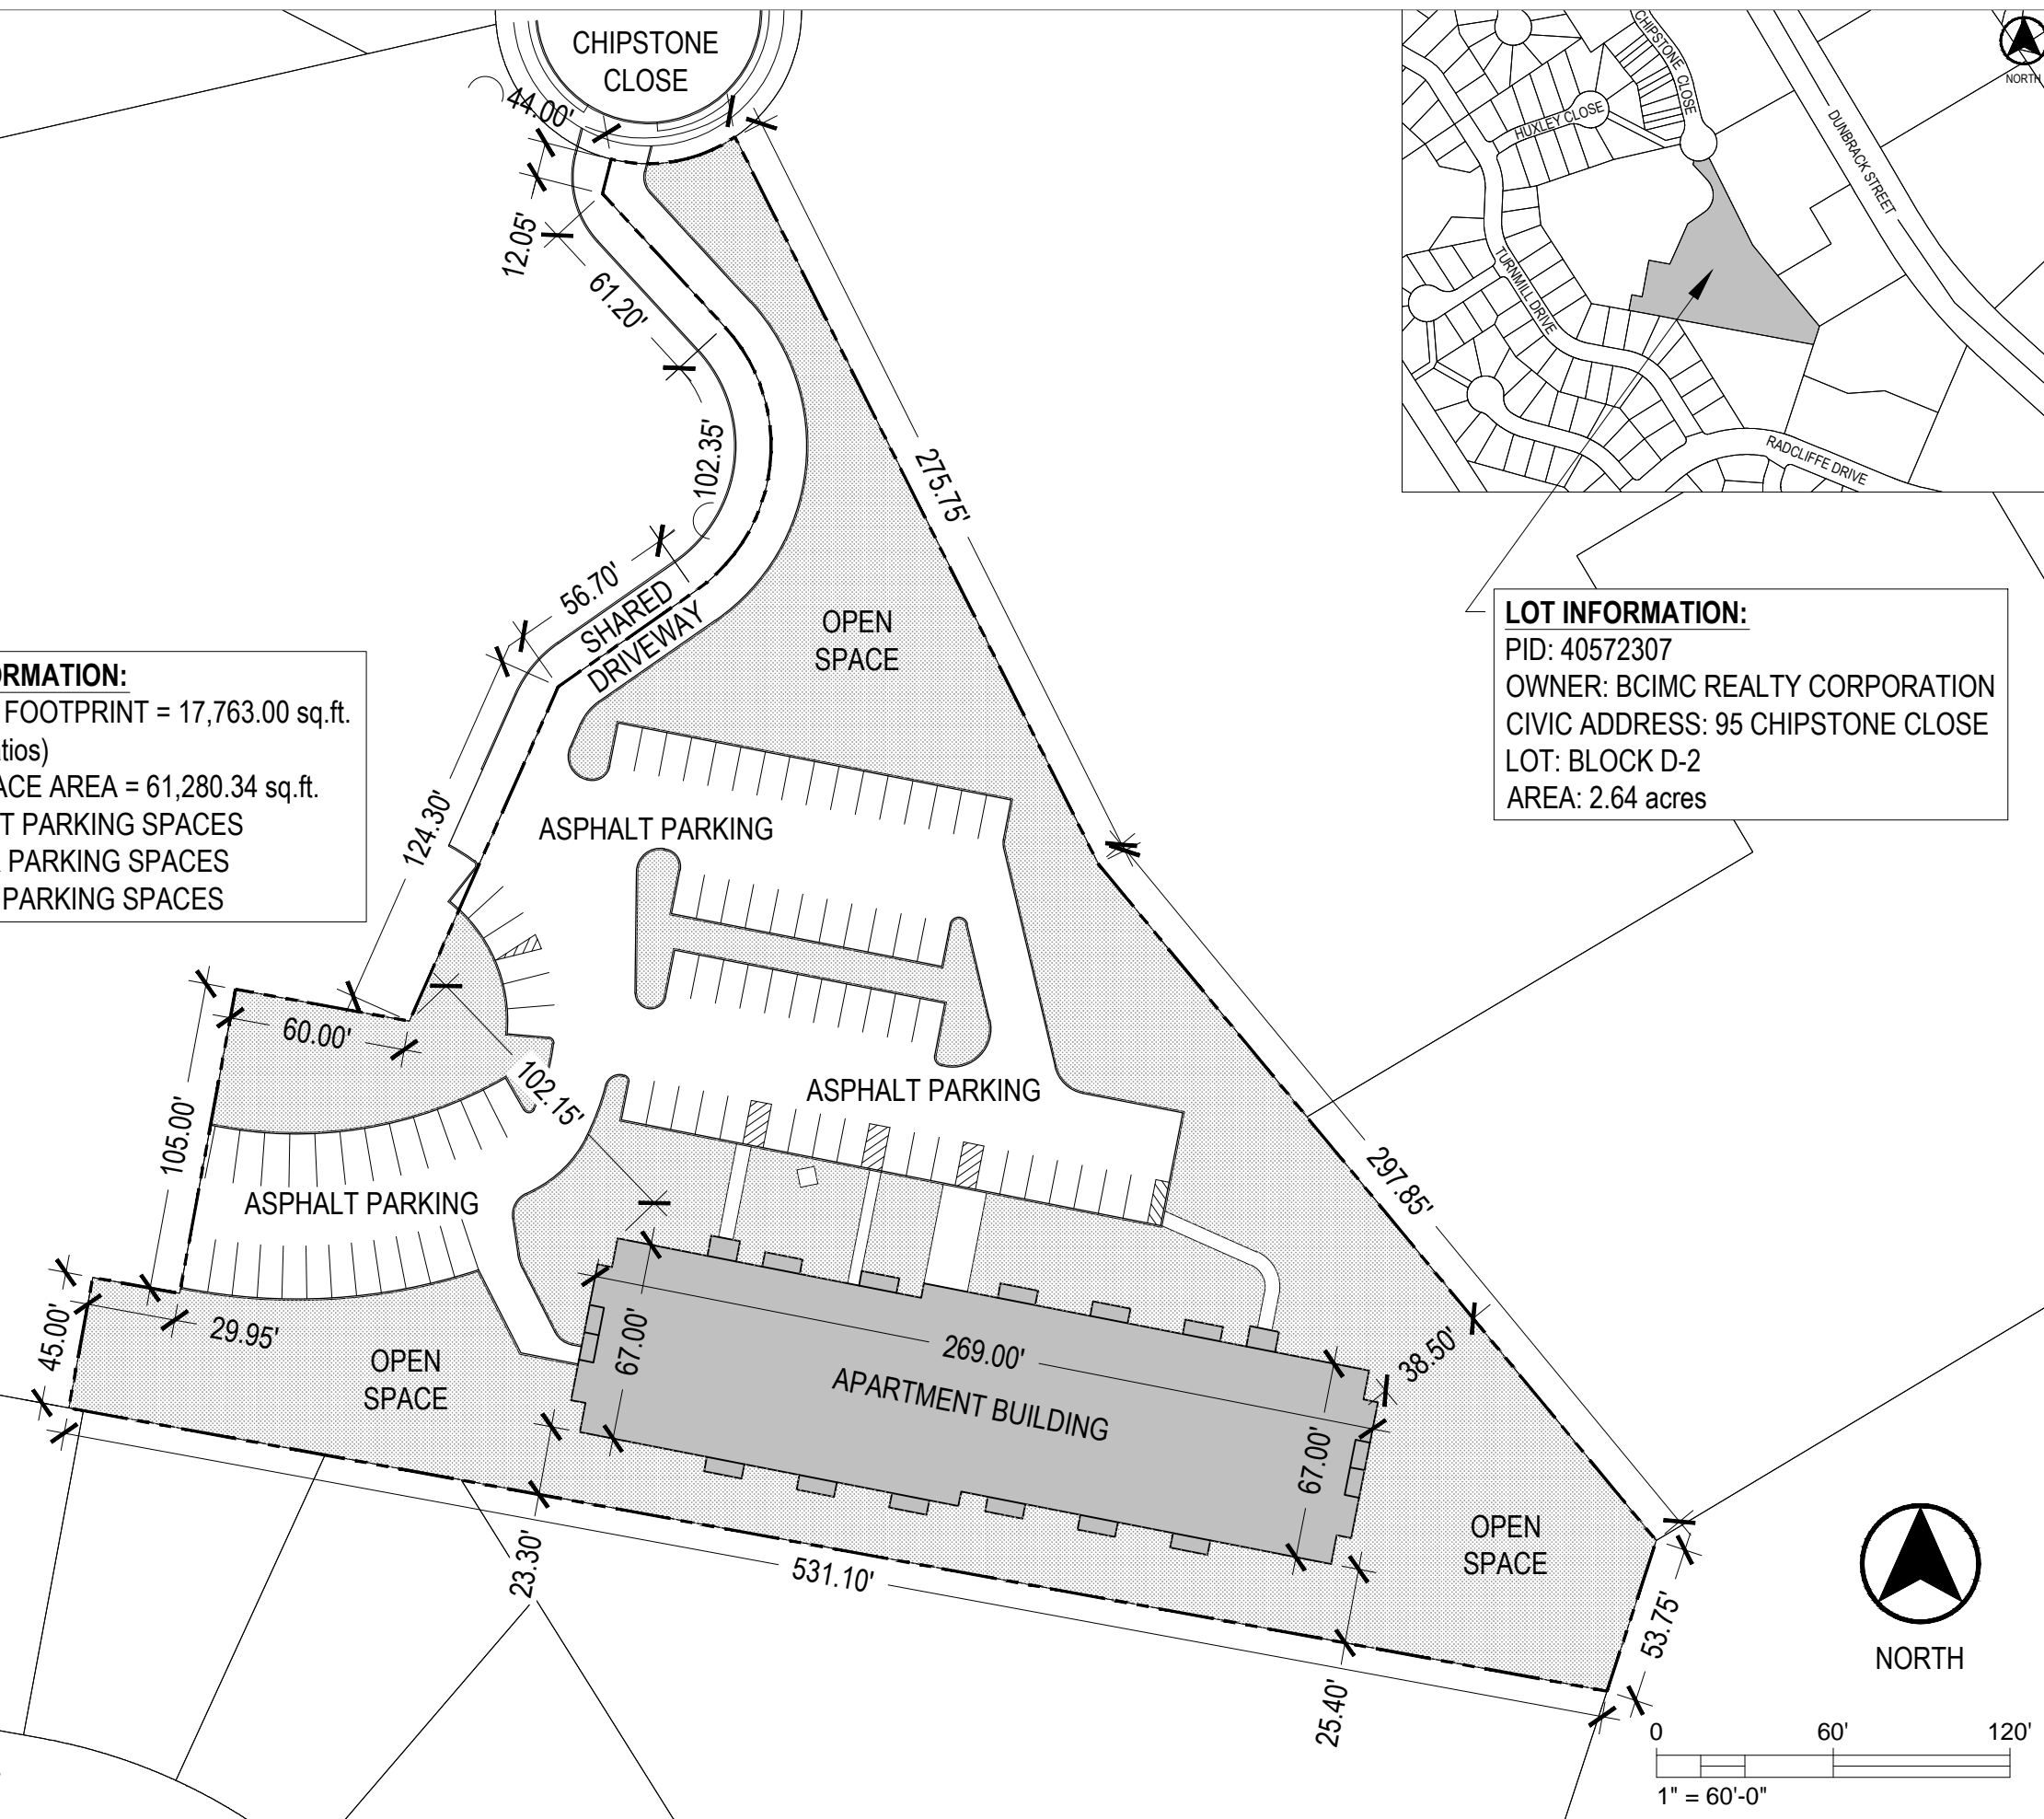 CHIPSTONE
CLOSE
44.00'
12.05'
61.20'
102.35'
275.75'
56.70'
SHARED
DRIVEWAY
OPEN
SPACE
124.30'
ASPHALT PARKING
60.00'
105.00'
102.15'
ASPHALT PARKING
ASPHALT PARKING
297.85'
45.00'
29.95'
OPEN
SPACE
67.00'
269.00'
APARTMENT BUILDING
38.50'
67.00'
OPEN
SPACE
23.30'
531.10'
25.40'
53.75'
ORMATION:
FOOTPRINT = 17,763.00 sq.ft.
atios)
ACE AREA = 61,280.34 sq.ft.
T PARKING SPACES
PARKING SPACES
PARKING SPACES
CHIPSTONE CLOSE
NORTH
HUXLEY CLOSE
DUNBRACK STREET
TURNMILL DRIVE
RADCLIFFE DRIVE
LOT INFORMATION:
PID: 40572307
OWNER: BCIMC REALTY CORPORATION
CIVIC ADDRESS: 95 CHIPSTONE CLOSE
LOT: BLOCK D-2
AREA: 2.64 acres
NORTH
0 60' 120'
1" = 60'-0"